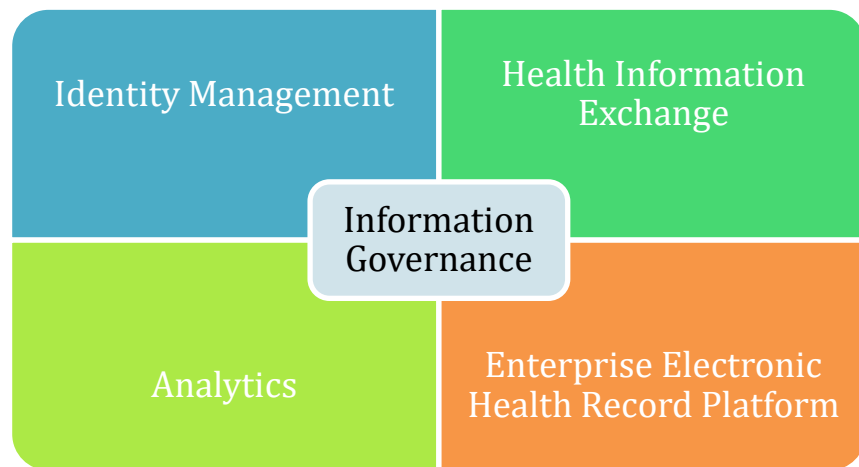 Identity Management
Health Information
Exchange
Information
Governance
Analytics
Enterprise Electronic
Health Record Platform